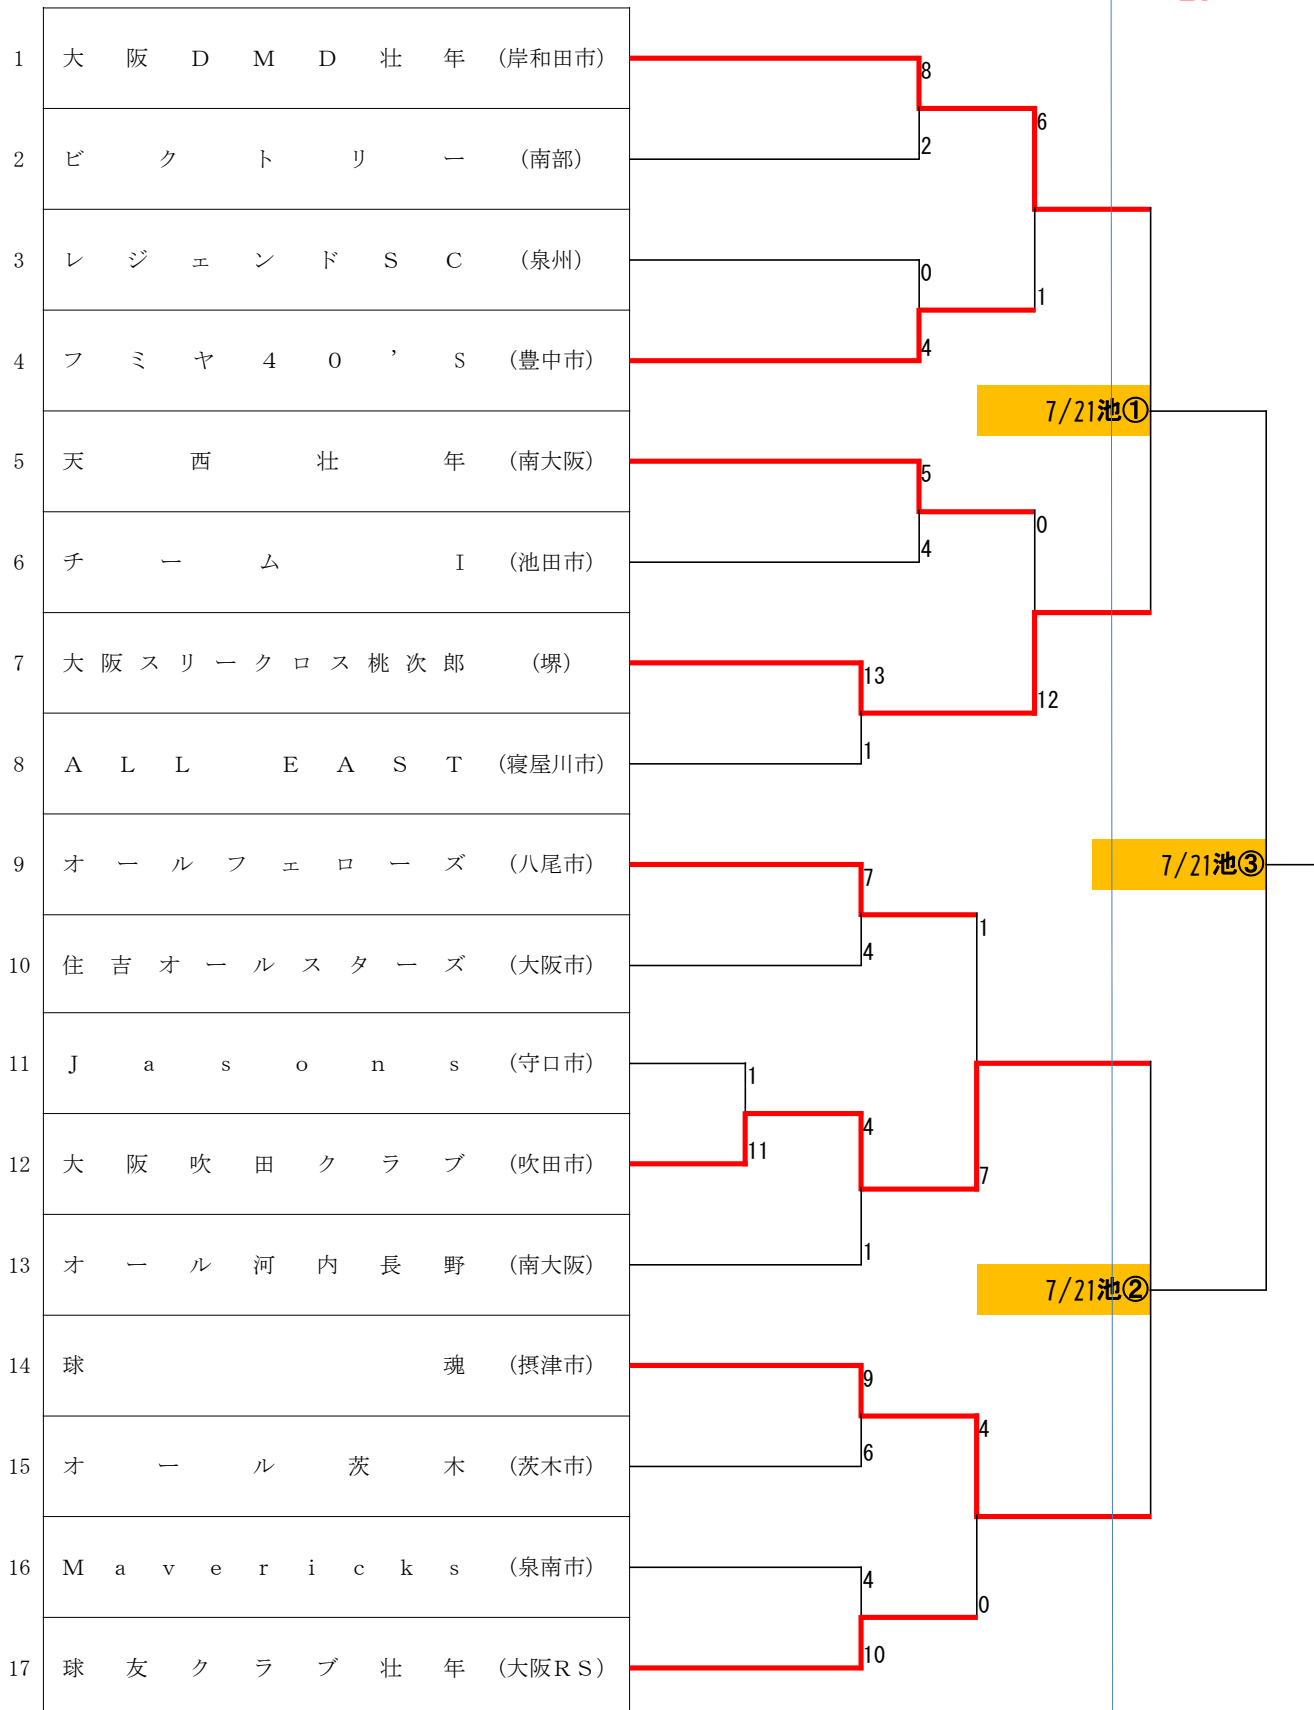 1 大阪ＤＭＤ壮年 （岸和田市） 8
6
2 ビクトリー （南部） 2
3 レジェンドＳＣ （泉州） 0
1
4 フミヤ４０’Ｓ （豊中市） 4
7/21池①
5 天西壮年 （南大阪） 5
0
6 チームＩ （池田市） 4
7 大阪スリークロス桃次郎 （堺） 13
12
8 ＡＬＬ　ＥＡＳＴ （寝屋川市） 1
7/21池③
9 オールフェローズ （八尾市） 7
1
10 住吉オールスターズ （大阪市） 4
11 Ｊａｓｏｎｓ （守口市） 1
4
12 大阪吹田クラブ （吹田市） 11
7
13 オール河内長野 （南大阪） 1
7/21池②
14 球魂 （摂津市） 9
4
15 オール茨木 （茨木市） 6
16 Ｍａｖｅｒｉｃｋｓ （泉南市） 4
0
17 球友クラブ壮年 （大阪ＲＳ） 10